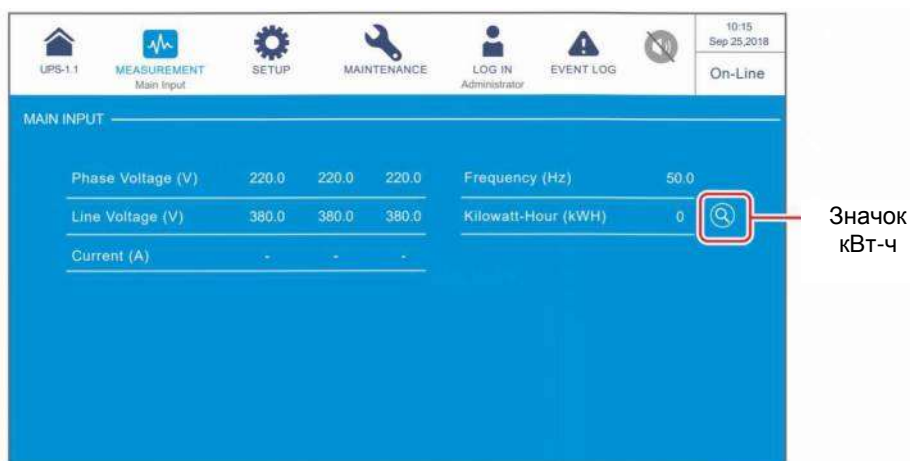 10:15
Sep 25,2018
UPS-1.1 MEASUREMENT SETUP MAINTENANCE LOG IN EVENT LOG On-Line
Main Input Administrator
MAIN INPUT
Phase Voltage (V) 220.0 220.0 220.0 Frequency (Hz) 50.0
Line Voltage (V) 380.0 380.0 380.0 Kilowatt-Hour (kWH) 0
Current (A) - - -
Значок
кВт-ч